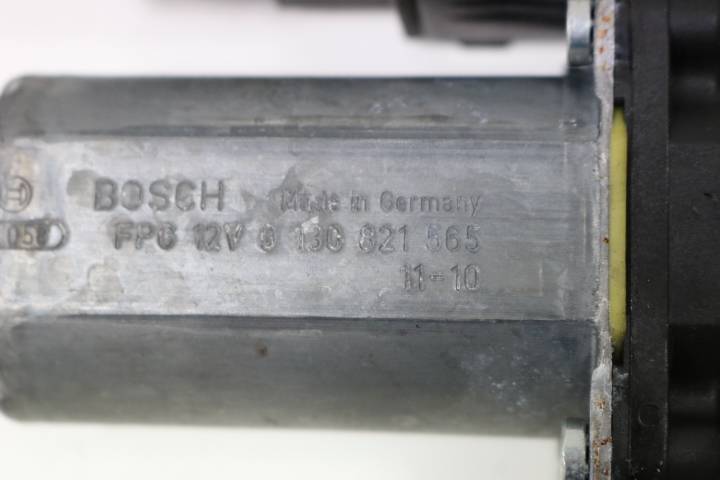 BOSCH Made in Germany
FPG 12V 0 130 821 565
11-10